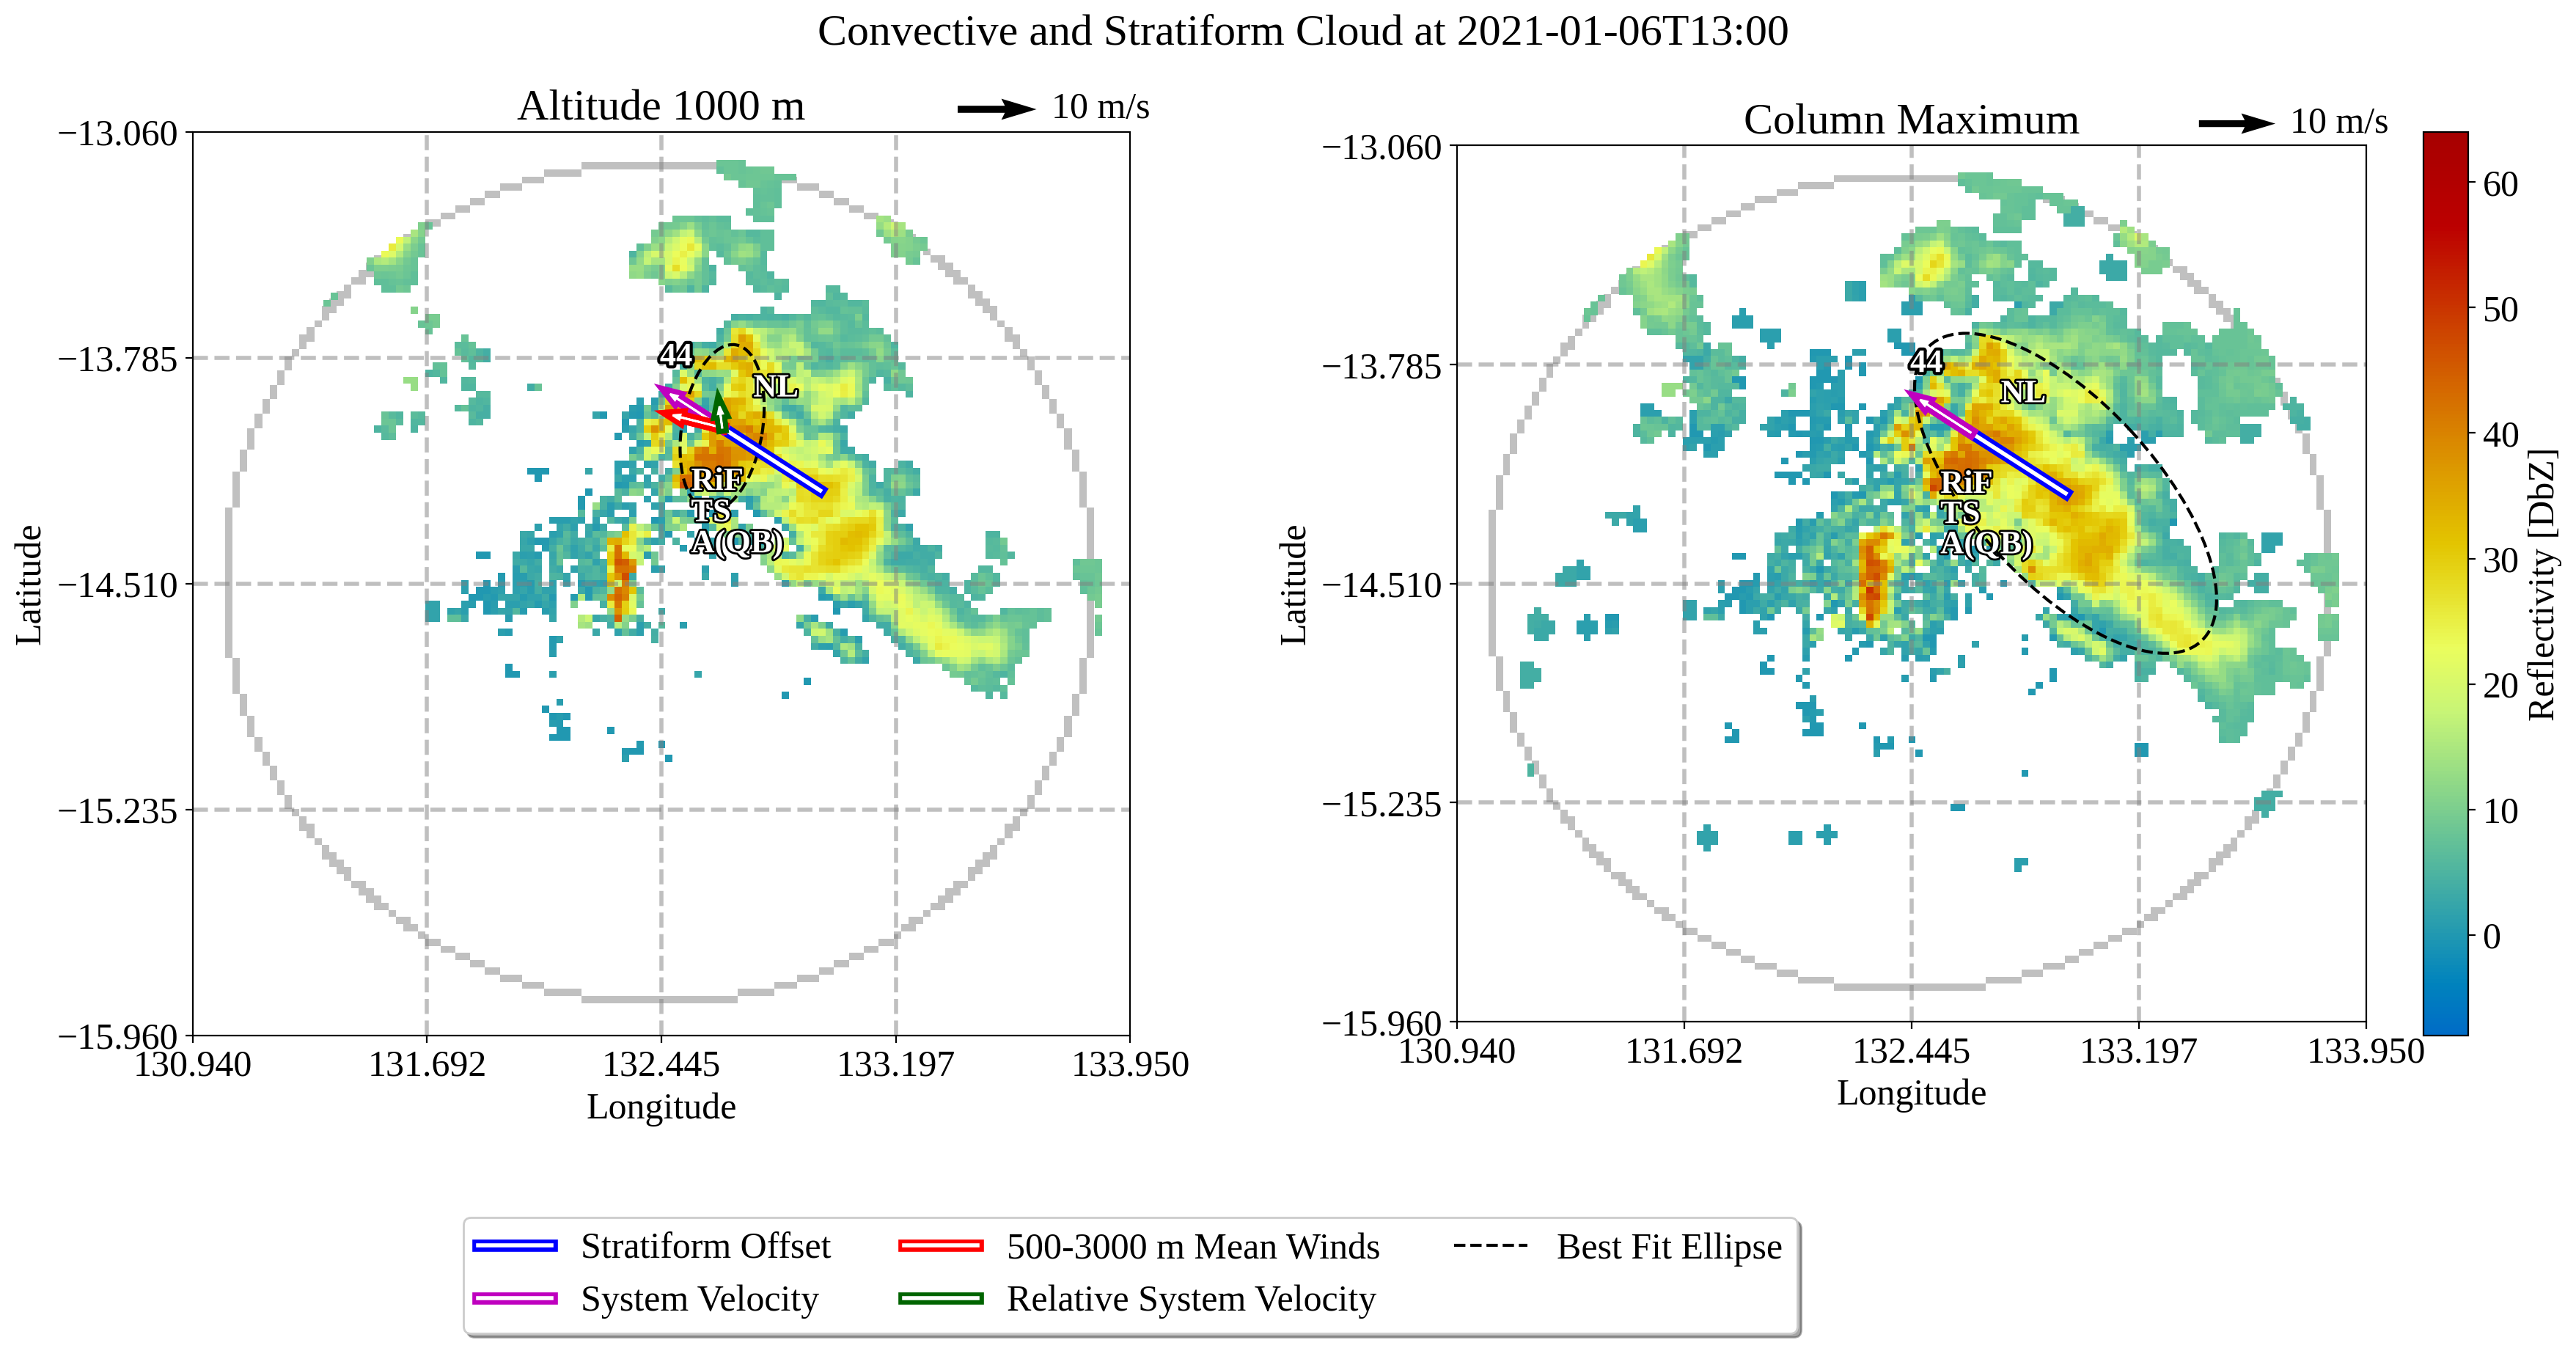 Convective and Stratiform Cloud at 2021-01-06T13:00
Altitude 1000 m
10 m/s
−13.060
−13.785
−14.510
−15.235
−15.960
130.940
131.692
132.445
133.197
133.950
Longitude
Latitude
44
NL
RiF
TS
A(QB)
Column Maximum
10 m/s
−13.060
−13.785
−14.510
−15.235
−15.960
130.940
131.692
132.445
133.197
133.950
Longitude
Latitude
44
NL
RiF
TS
A(QB)
60
50
40
30
20
10
0
Reflectivity [DbZ]
Stratiform Offset
System Velocity
500-3000 m Mean Winds
Relative System Velocity
Best Fit Ellipse